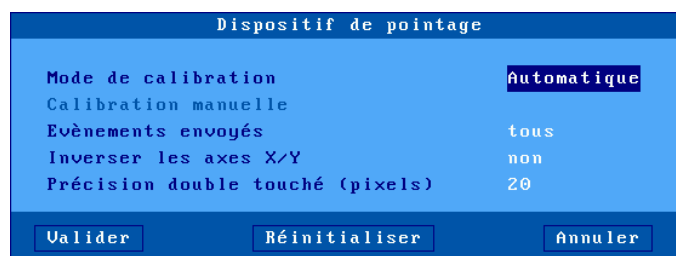 Dispositif de pointage
Mode de calibration Automatique
Calibration manuelle
Evènements envoyés tous
Inverser les axes X/Y non
Précision double touché (pixels) 20
Valider Réinitialiser Annuler